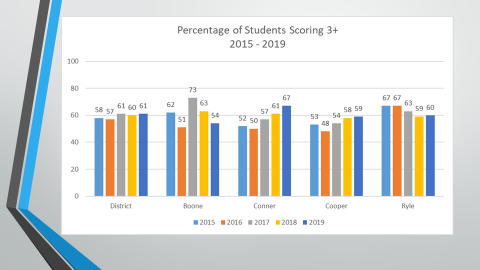 Percentage of Students Scoring 3+
2015 - 2019
100
80
60
40
20
0
58 57 61 60 61
62 51 73 63 54
52 50 57 61 67
53 48 54 58 59
67 67 63 59 60
District Boone Conner Cooper Ryle
2015 2016 2017 2018 2019